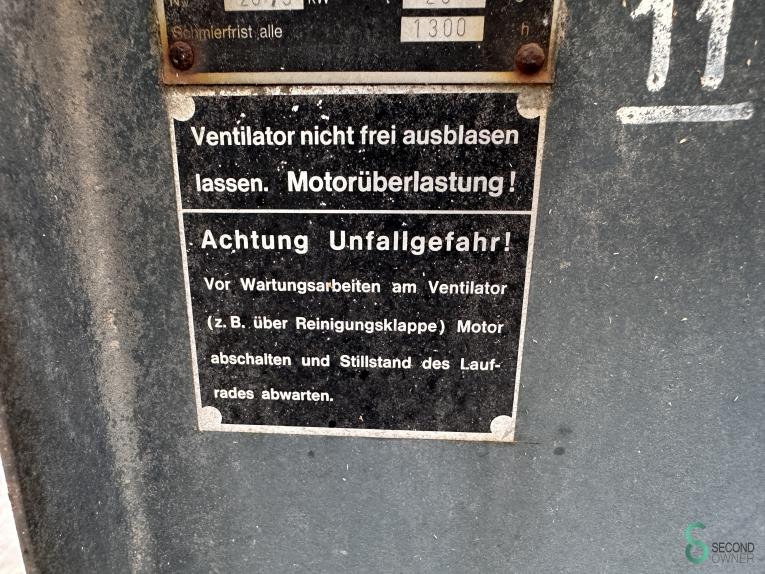 kW
Schmierfrist alle 1300 h
11
Ventilator nicht frei ausblasen
lassen. Motorüberlastung!
Achtung Unfallgefahr!
Vor Wartungsarbeiten am Ventilator
(z. B. über Reinigungsklappe) Motor
abschalten und Stillstand des Lauf-
rades abwarten.
SECOND
OWNER